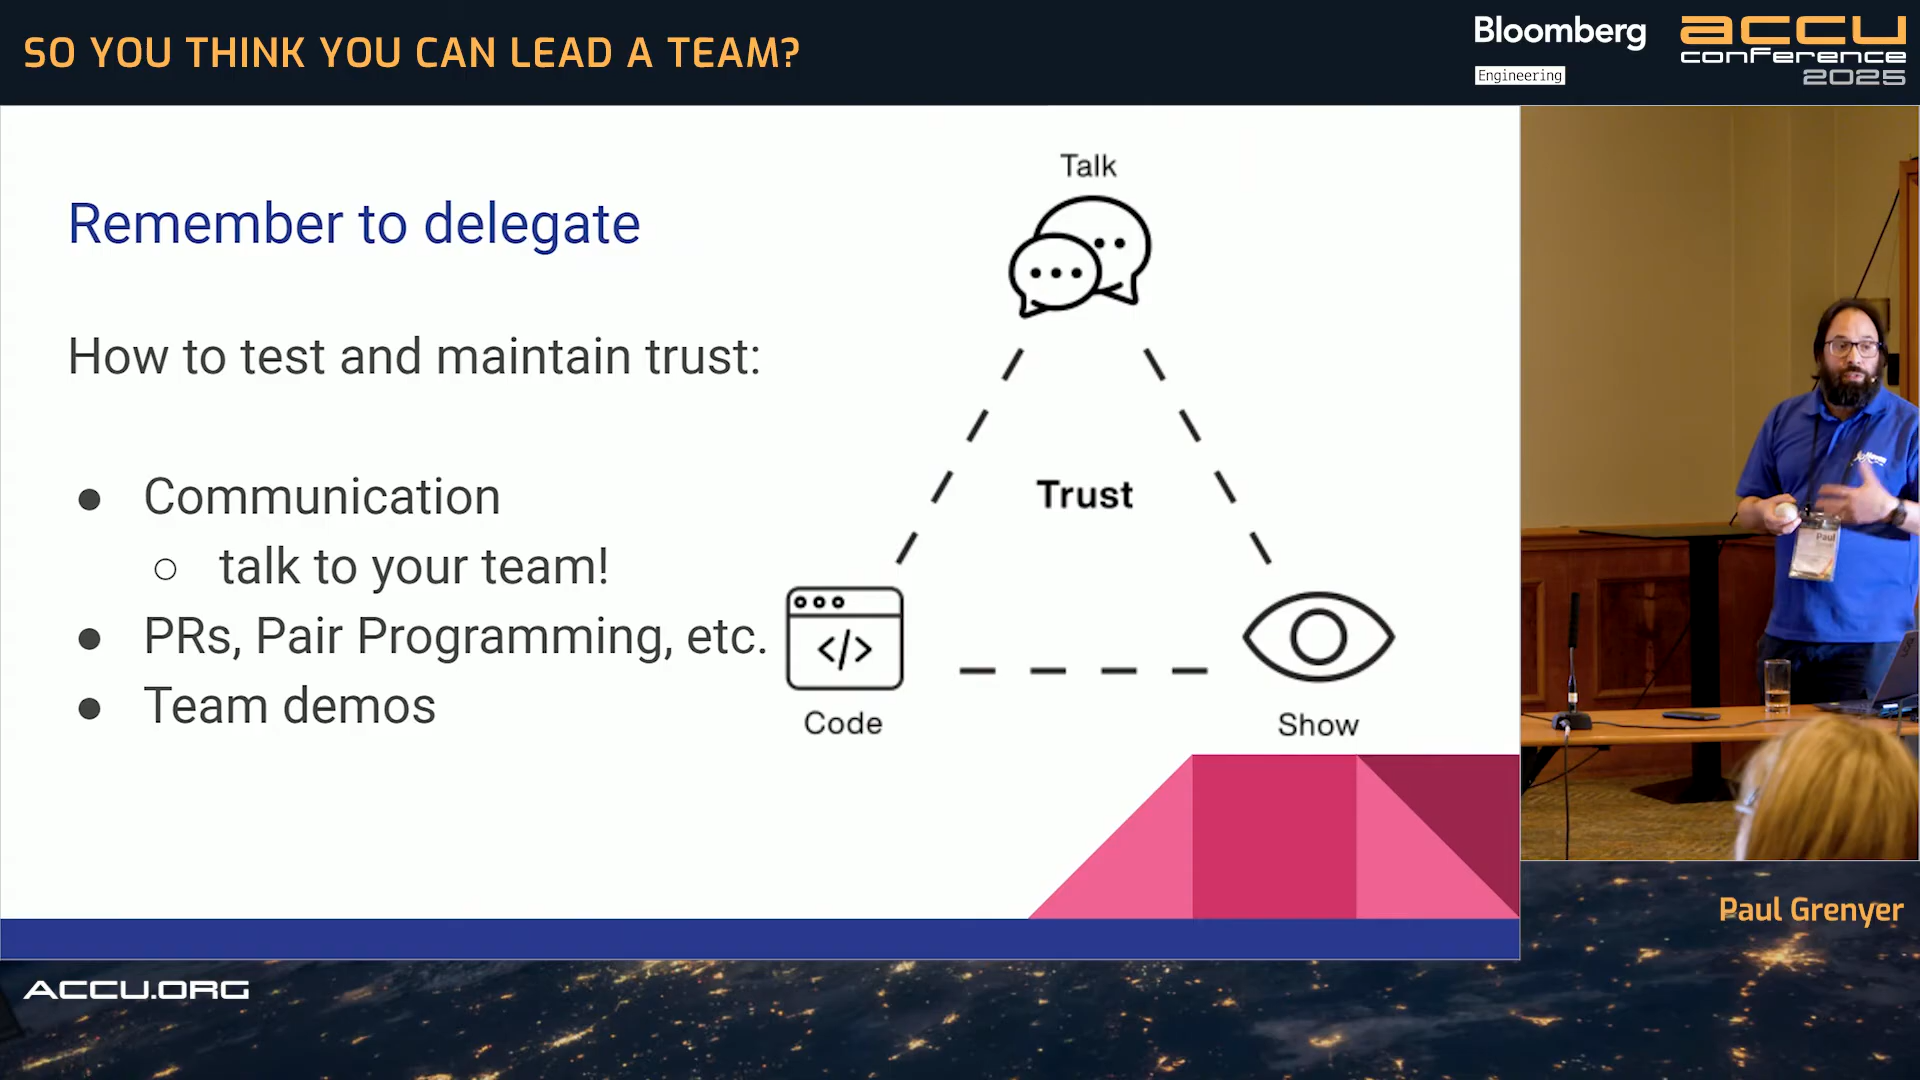 SO YOU THINK YOU CAN LEAD A TEAM?
Bloomberg
Engineering
accu
conference
2025
Remember to delegate
How to test and maintain trust:
● Communication
○ talk to your team!
● PRs, Pair Programming, etc.
● Team demos
Talk
Trust
</>
Code
Show
Paul
Paul Grenyer
ACCU.ORG